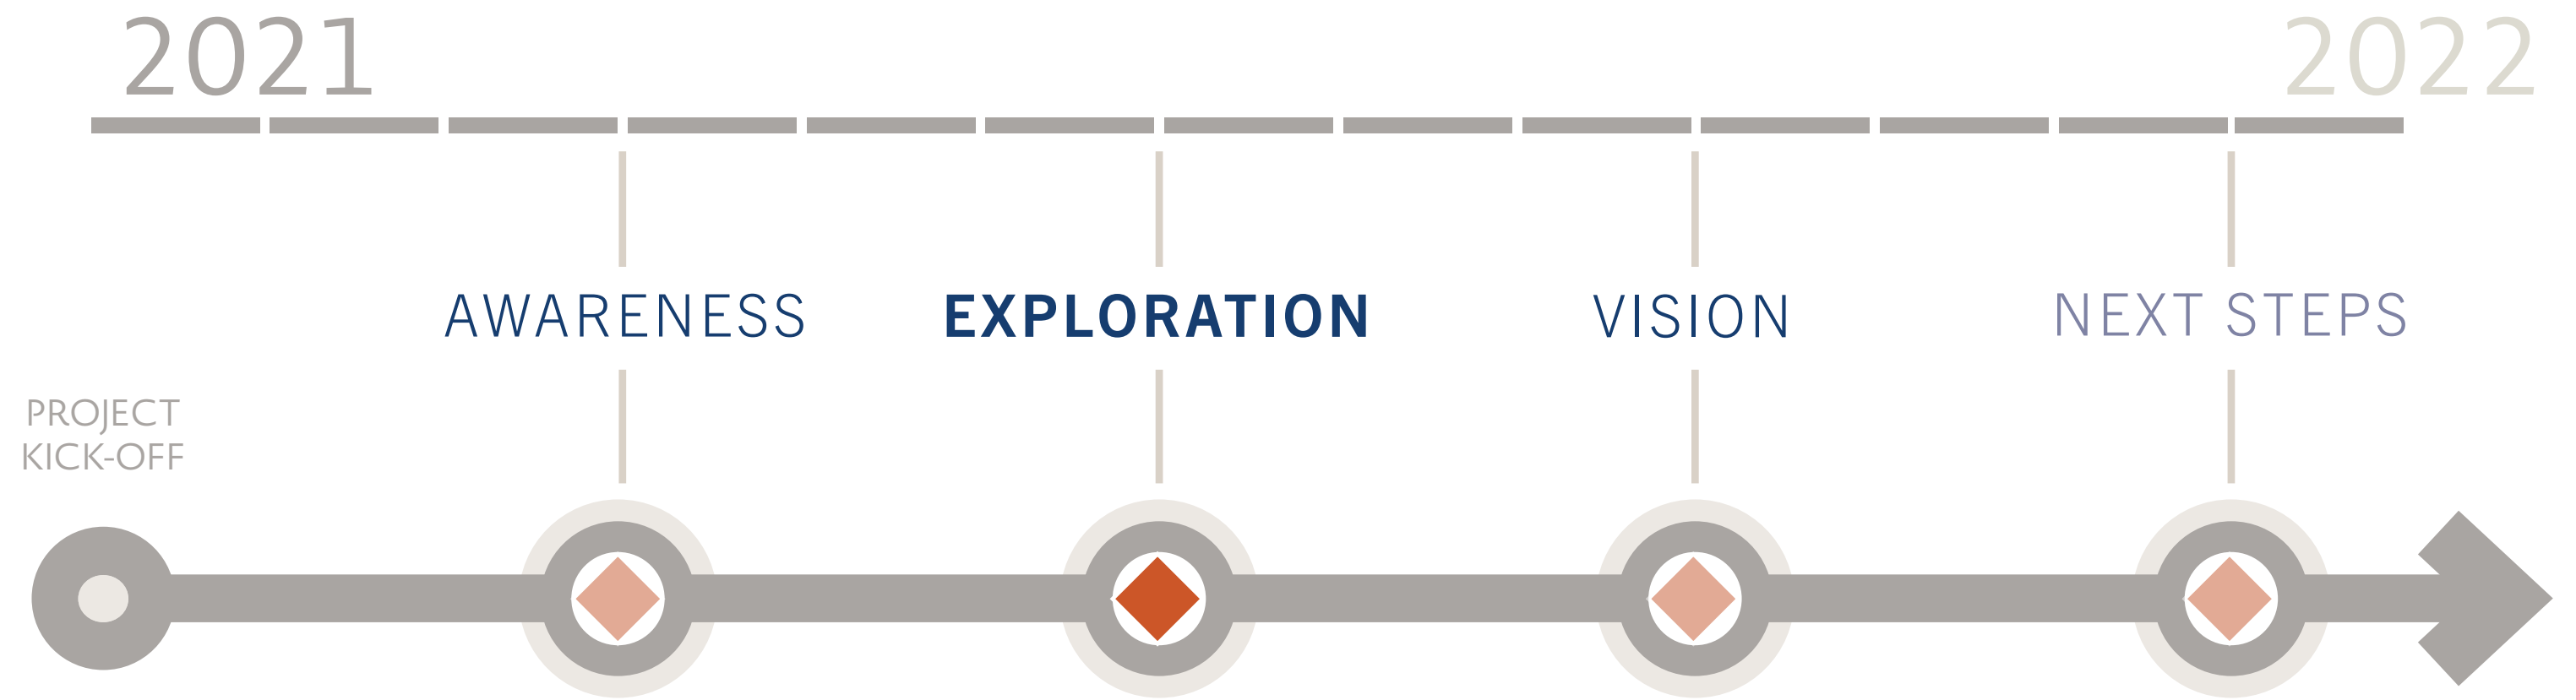 2021
2022
AWARENESS
EXPLORATION
VISION
NEXT STEPS
PROJECT
KICK-OFF